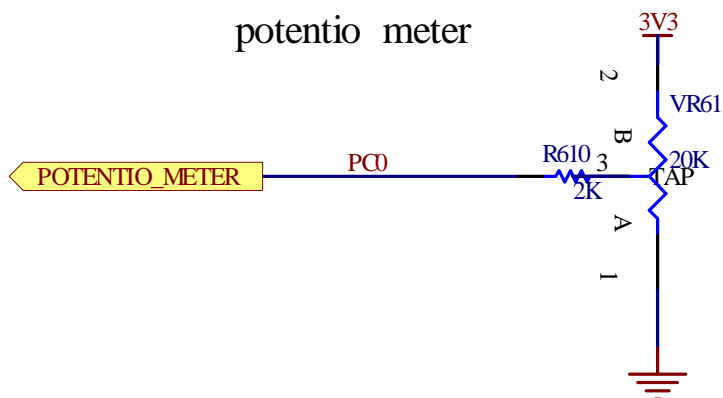 potentio meter
3V3
2
VR61
B
R610
3
20K
PC0
POTENTIO_METER
2K
TAP
A
1